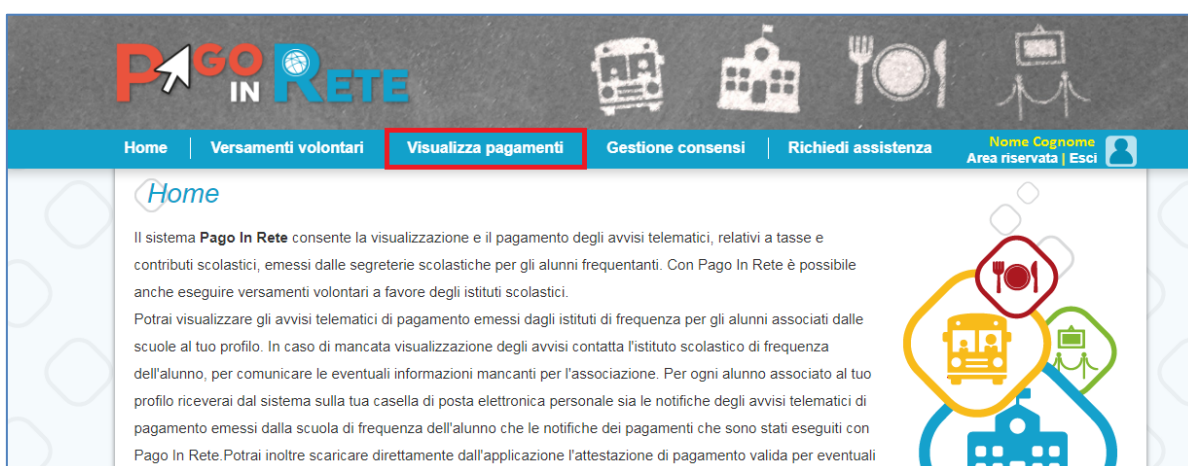 PAGO
IN RETE
Home Versamenti volontari Visualizza pagamenti Gestione consensi Richiedi assistenza Nome Cognome
Area riservata | Esci
Home
Il sistema Pago In Rete consente la visualizzazione e il pagamento degli avvisi telematici, relativi a tasse e
contributi scolastici, emessi dalle segreterie scolastiche per gli alunni frequentanti. Con Pago In Rete è possibile
anche eseguire versamenti volontari a favore degli istituti scolastici.
Potrai visualizzare gli avvisi telematici di pagamento emessi dagli istituti di frequenza per gli alunni associati dalle
scuole al tuo profilo. In caso di mancata visualizzazione degli avvisi contatta l'istituto scolastico di frequenza
dell'alunno, per comunicare le eventuali informazioni mancanti per l'associazione. Per ogni alunno associato al tuo
profilo riceverai dal sistema sulla tua casella di posta elettronica personale sia le notifiche degli avvisi telematici di
pagamento emessi dalla scuola di frequenza dell'alunno che le notifiche dei pagamenti che sono stati eseguiti con
Pago In Rete.Potrai inoltre scaricare direttamente dall'applicazione l'attestazione di pagamento valida per eventuali